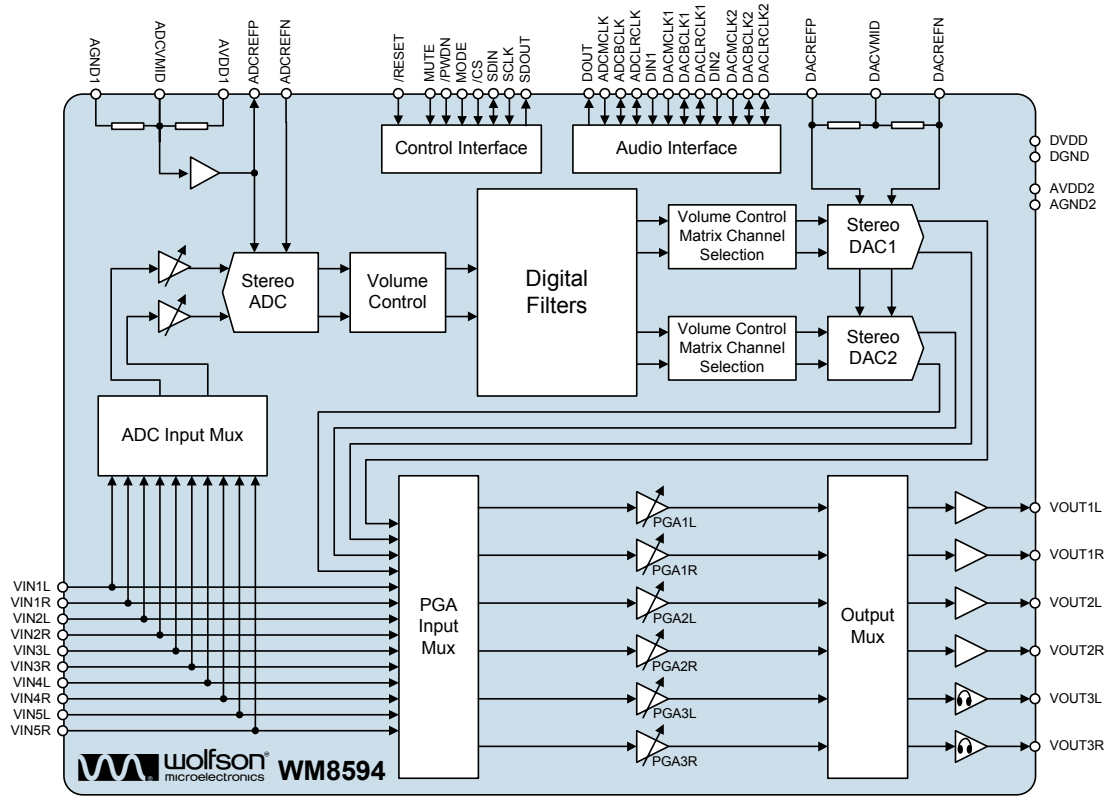 AGND1
ADCVMID
AVDD1
ADCREFP
ADCREFN
/RESET
MUTE
/PWDN
MODE
/CS
SDIN
SCLK
SDOUT
DOUT
ADCMCLK
ADCBCLK
ADCLRCLK
DIN1
DACMCLK1
DACBCLK1
DACLRCLK1
DIN2
DACMCLK2
DACBCLK2
DACLRCLK2
DACREFP
DACVMID
DACREFN
Control Interface
Audio Interface
DVDD
DGND
AVDD2
AGND2
Stereo
ADC
Volume
Control
Digital
Filters
Volume Control
Matrix Channel
Selection
Stereo
DAC1
Volume Control
Matrix Channel
Selection
Stereo
DAC2
ADC Input Mux
VIN1L
VIN1R
VIN2L
VIN2R
VIN3L
VIN3R
VIN4L
VIN4R
VIN5L
VIN5R
PGA
Input
Mux
PGA1L
PGA1R
PGA2L
PGA2R
PGA3L
PGA3R
Output
Mux
VOUT1L
VOUT1R
VOUT2L
VOUT2R
VOUT3L
VOUT3R
wolfson®
microelectronics
WM8594